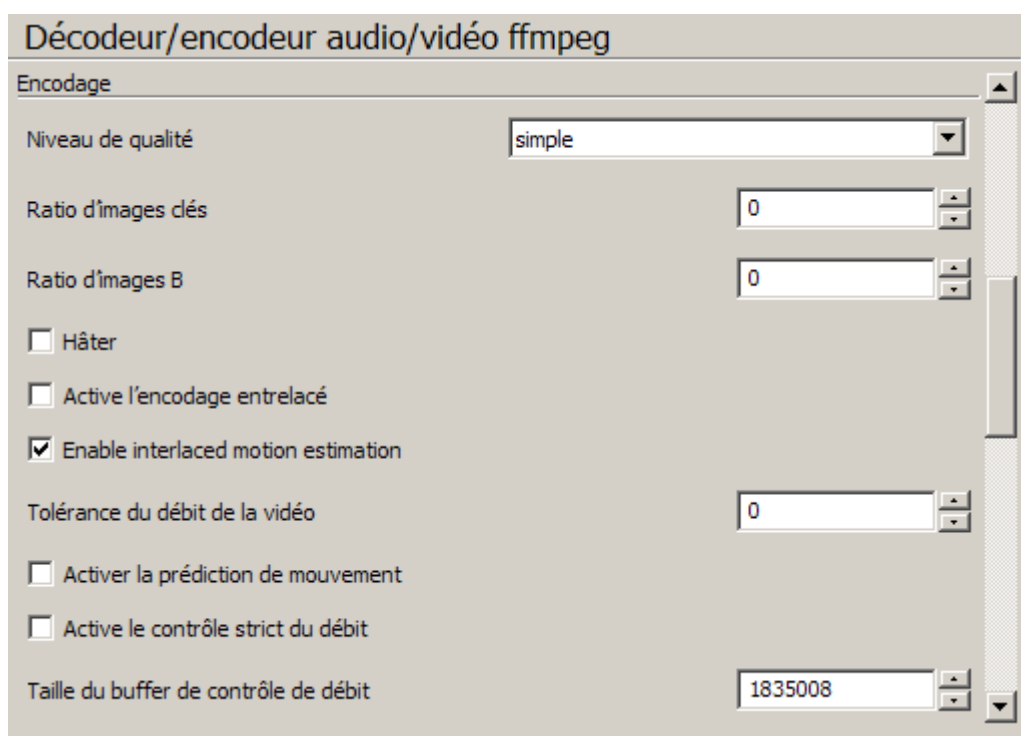 Décodeur/encodeur audio/vidéo ffmpeg
Encodage
Niveau de qualité simple
Ratio d'images clés 0
Ratio d'images B 0
Hâter
Active l'encodage entrelacé
Enable interlaced motion estimation
Tolérance du débit de la vidéo 0
Activer la prédiction de mouvement
Active le contrôle strict du débit
Taille du buffer de contrôle de débit 1835008